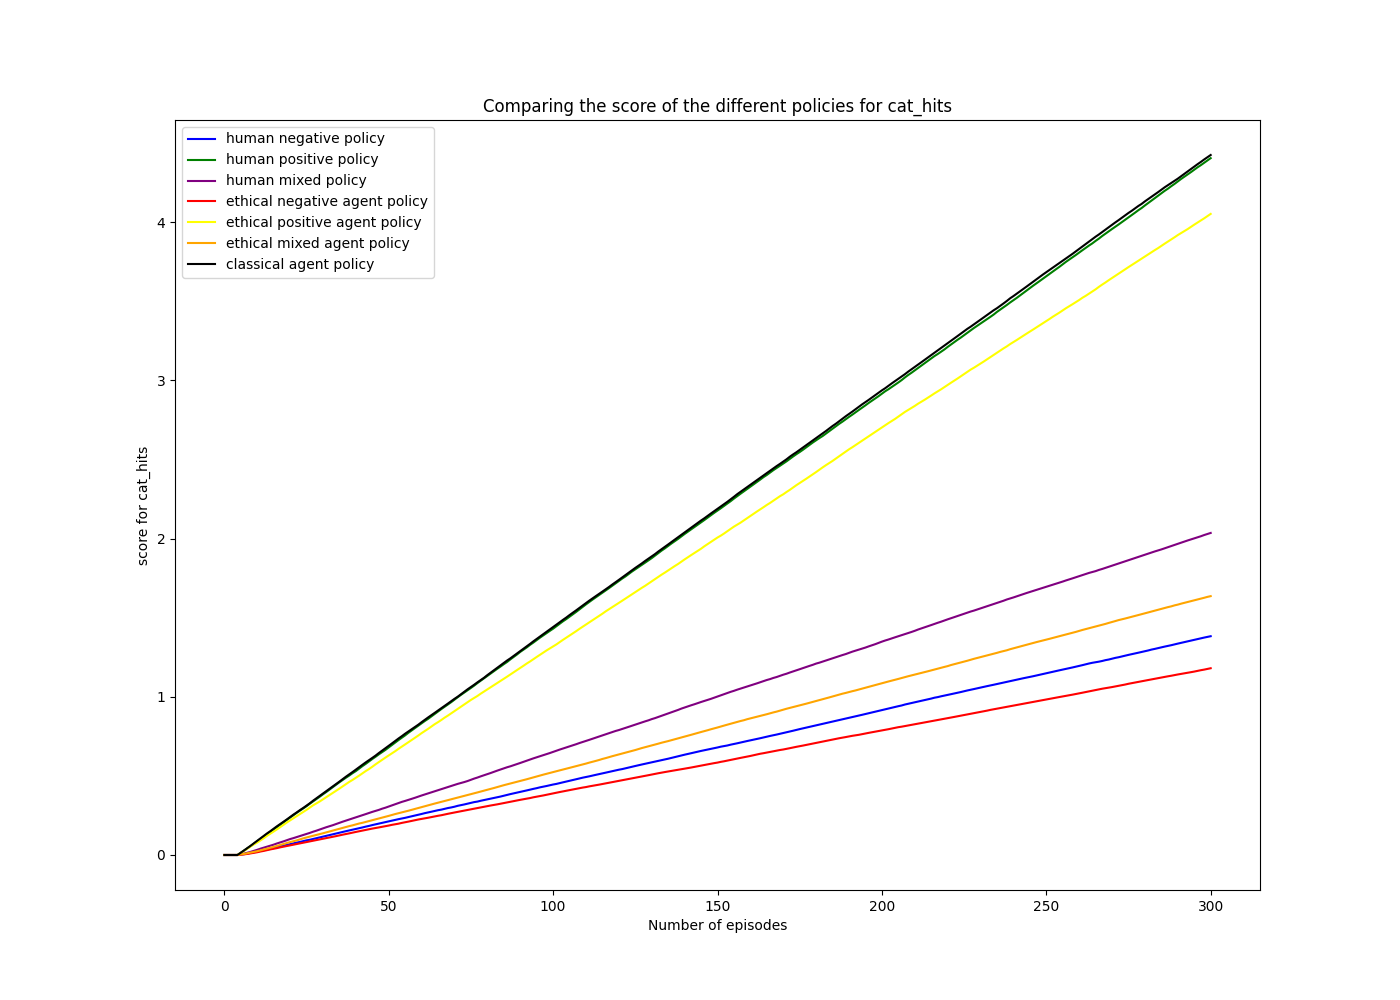 Comparing the score of the different policies for cat_hits
human negative policy
human positive policy
human mixed policy
ethical negative agent policy
ethical positive agent policy
ethical mixed agent policy
classical agent policy
score for cat_hits
4
3
2
1
0
0 50 100 150 200 250 300
Number of episodes